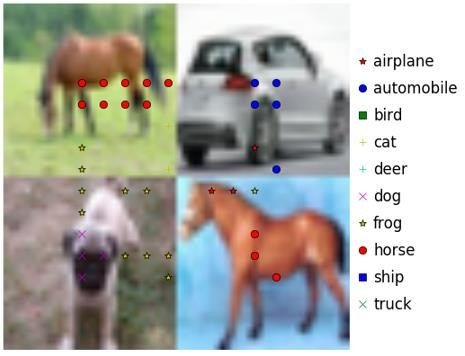 airplane
automobile
bird
cat
deer
dog
frog
horse
ship
truck